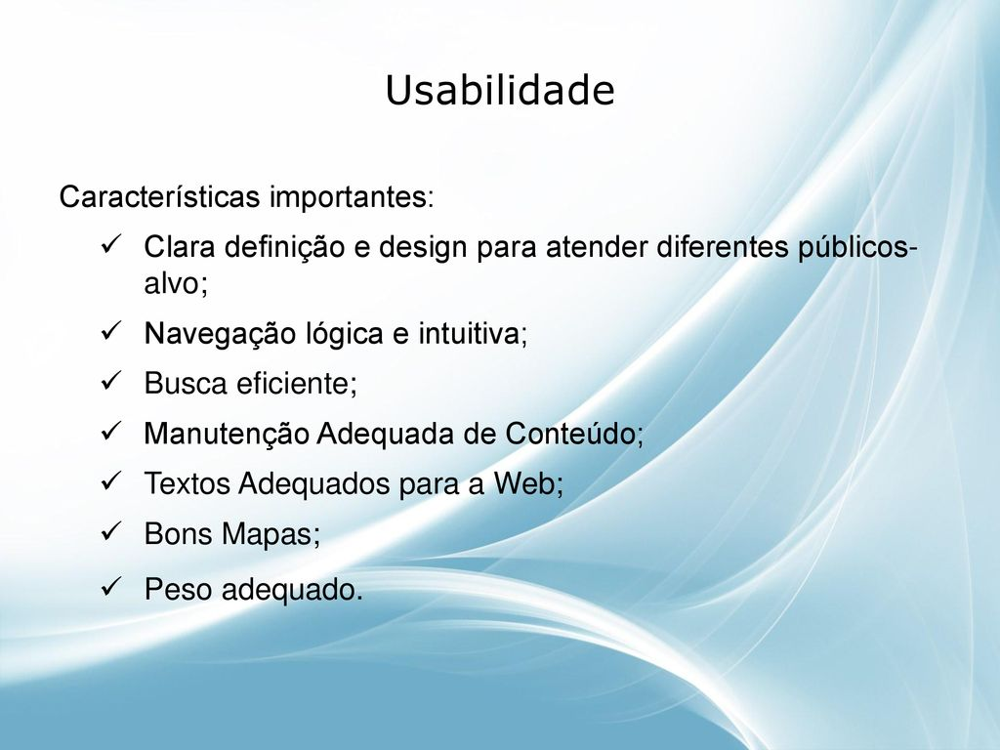 Usabilidade
Características importantes:
✓ Clara definição e design para atender diferentes públicos-
alvo;
✓ Navegação lógica e intuitiva;
✓ Busca eficiente;
✓ Manutenção Adequada de Conteúdo;
✓ Textos Adequados para a Web;
✓ Bons Mapas;
✓ Peso adequado.